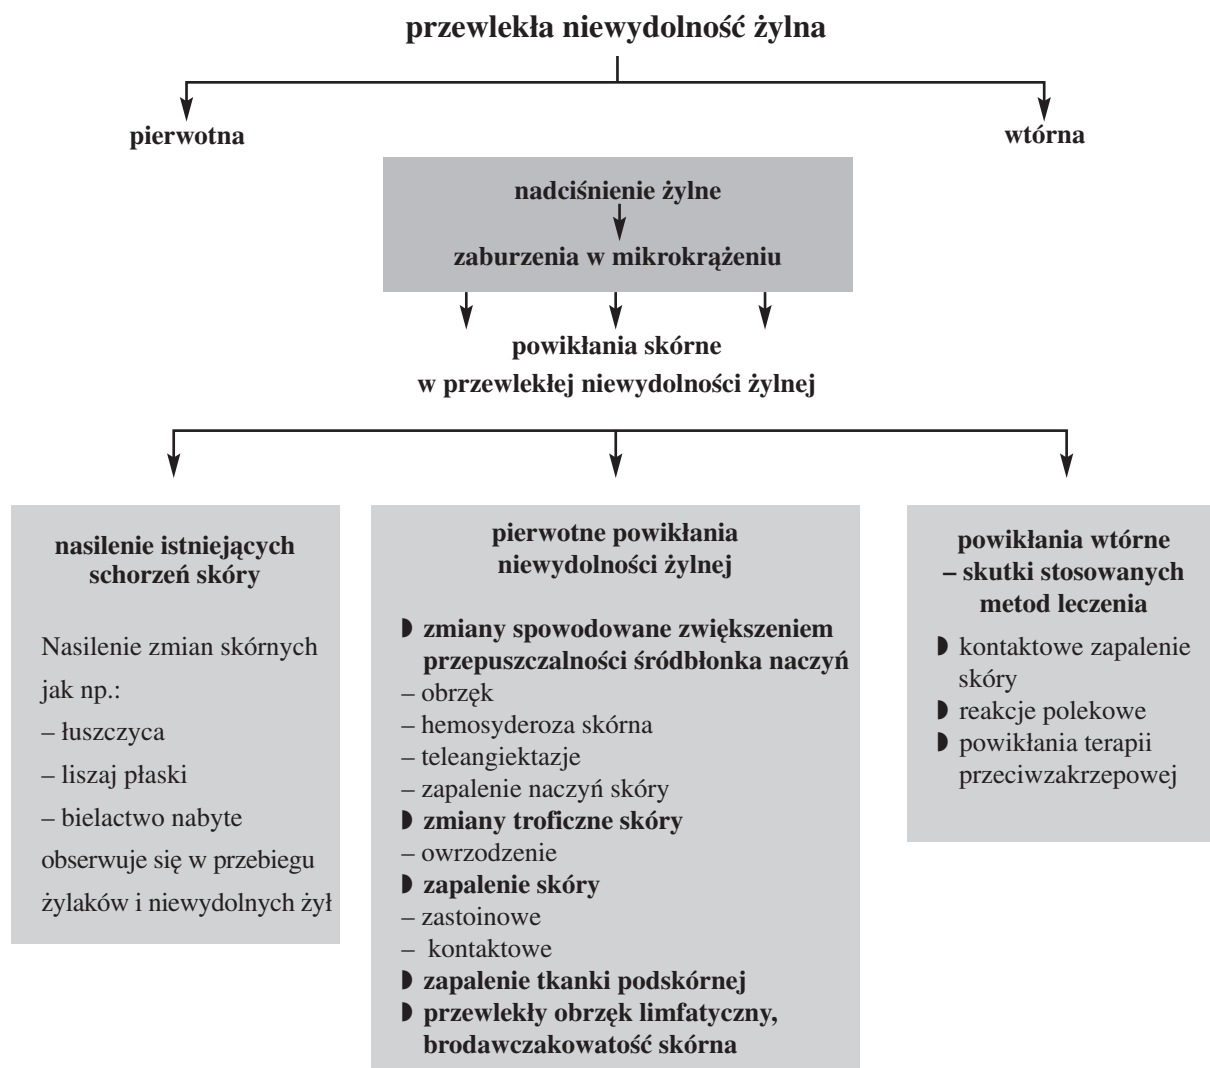 przewlekła niewydolność żylna
pierwotna
wtórna
nadciśnienie żylne
zaburzenia w mikrokrążeniu
powikłania skórne
w przewlekłej niewydolności żylnej
nasilenie istniejących
schorzeń skóry
Nasilenie zmian skórnych
jak np.:
– łuszczyca
– liszaj płaski
– bielactwo nabyte
obserwuje się w przebiegu
żylaków i niewydolnych żył
pierwotne powikłania
niewydolności żylnej
◗ zmiany spowodowane zwiększeniem
przepuszczalności śródbłonka naczyń
– obrzęk
– hemosyderoza skórna
– teleangiektazje
– zapalenie naczyń skóry
◗ zmiany troficzne skóry
– owrzodzenie
◗ zapalenie skóry
– zastoinowe
– kontaktowe
◗ zapalenie tkanki podskórnej
◗ przewlekły obrzęk limfatyczny,
brodawczakowatość skórna
powikłania wtórne
– skutki stosowanych
metod leczenia
◗ kontaktowe zapalenie
skóry
◗ reakcje polekowe
◗ powikłania terapii
przeciwzakrzepowej